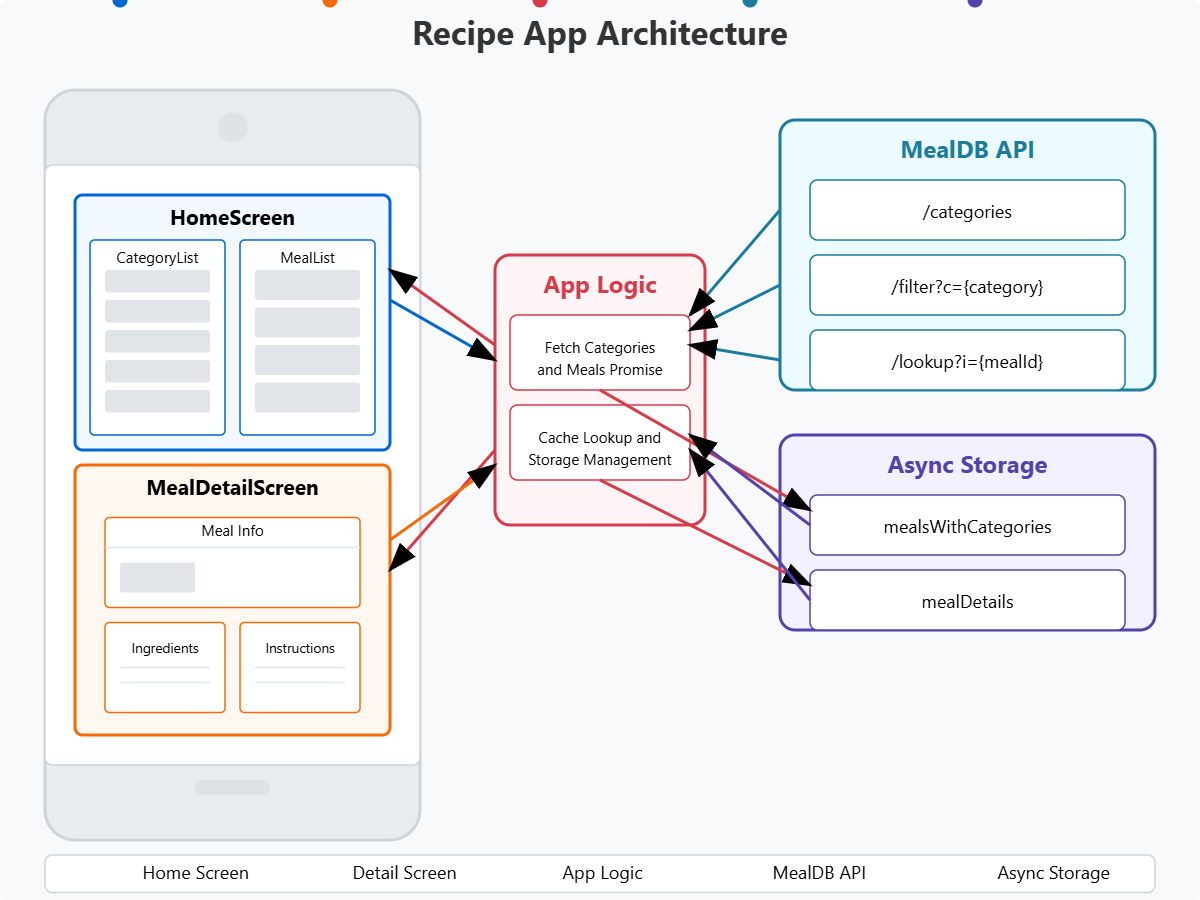 Recipe App Architecture
HomeScreen
CategoryList
MealList
MealDetailScreen
Meal Info
Ingredients
Instructions
App Logic
Fetch Categories
and Meals Promise
Cache Lookup and
Storage Management
MealDB API
/categories
/filter?c={category}
/lookup?i={mealId}
Async Storage
mealsWithCategories
mealDetails
Home Screen
Detail Screen
App Logic
MealDB API
Async Storage